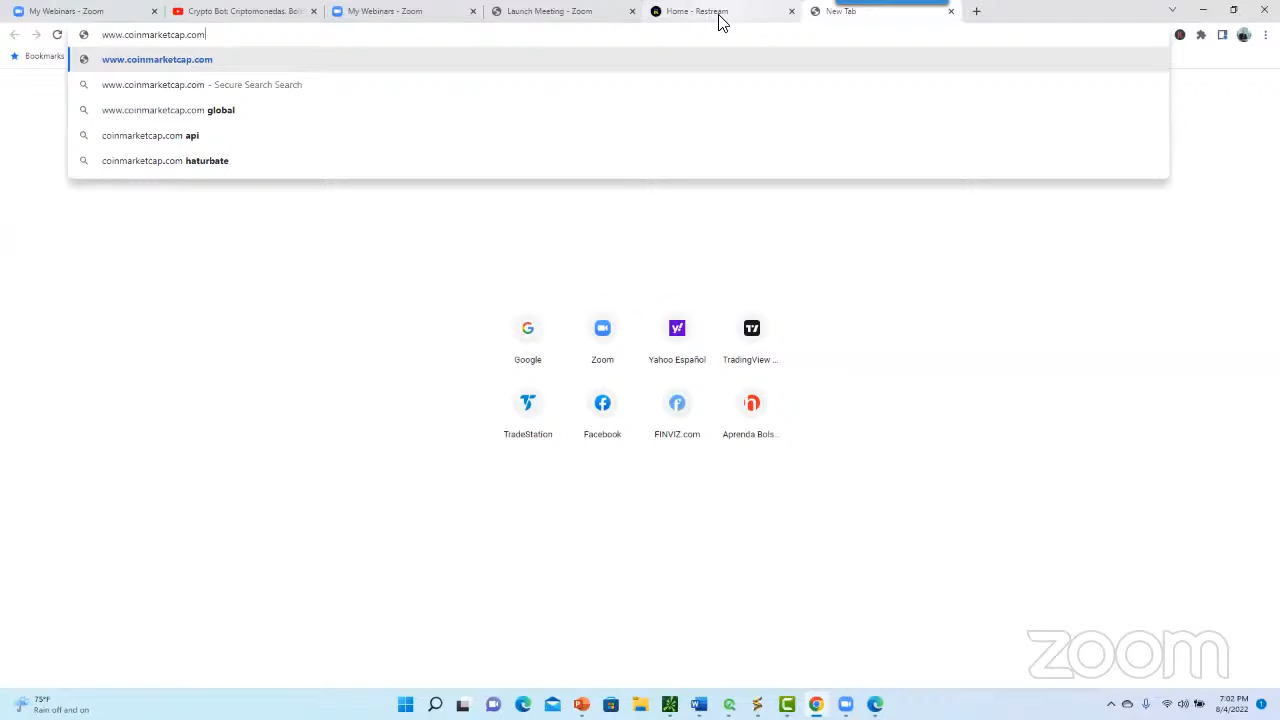 My Webinars - Zoom
Crypto Bot: Criptomonedas. Bols
My Webinars - Zoom
Launch Meeting - Zoom
Home - Restream
New Tab
www.coinmarketcap.com
Bookmarks
www.coinmarketcap.com
www.coinmarketcap.com - Secure Search Search
www.coinmarketcap.com global
coinmarketcap.com api
coinmarketcap.com haturbate
Google
Zoom
Yahoo Español
TradingView ...
TradeStation
Facebook
FINVIZ.com
Aprenda Bols...
zoom
75°F
Rain off and on
7:02 PM
8/4/2022